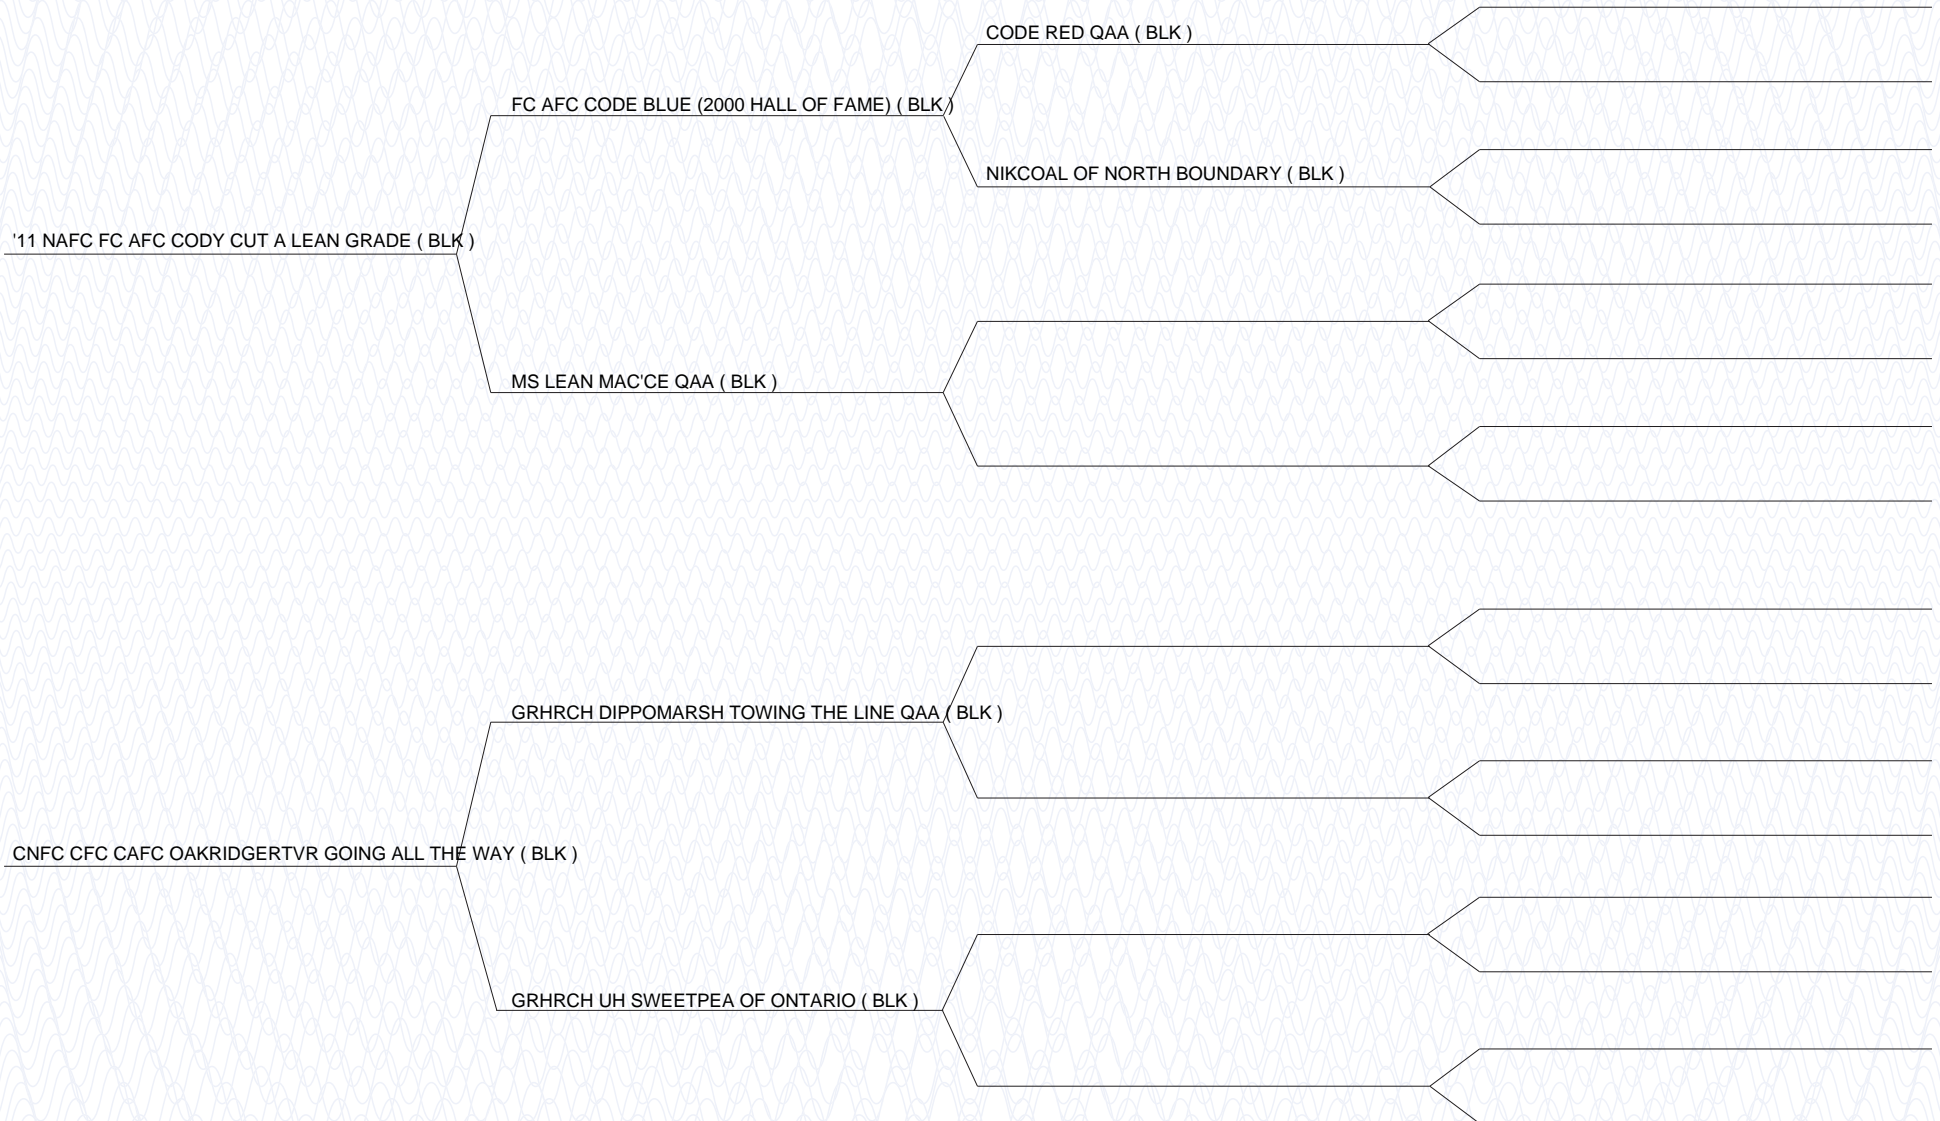 CODE RED QAA ( BLK )
FC AFC CODE BLUE (2000 HALL OF FAME) ( BLK )
NIKCOAL OF NORTH BOUNDARY ( BLK )
'11 NAFC FC AFC CODY CUT A LEAN GRADE ( BLK )
MS LEAN MAC'CE QAA ( BLK )
GRHRCH DIPPOMARSH TOWING THE LINE QAA ( BLK )
CNFC CFC CAFC OAKRIDGERTVR GOING ALL THE WAY ( BLK )
GRHRCH UH SWEETPEA OF ONTARIO ( BLK )